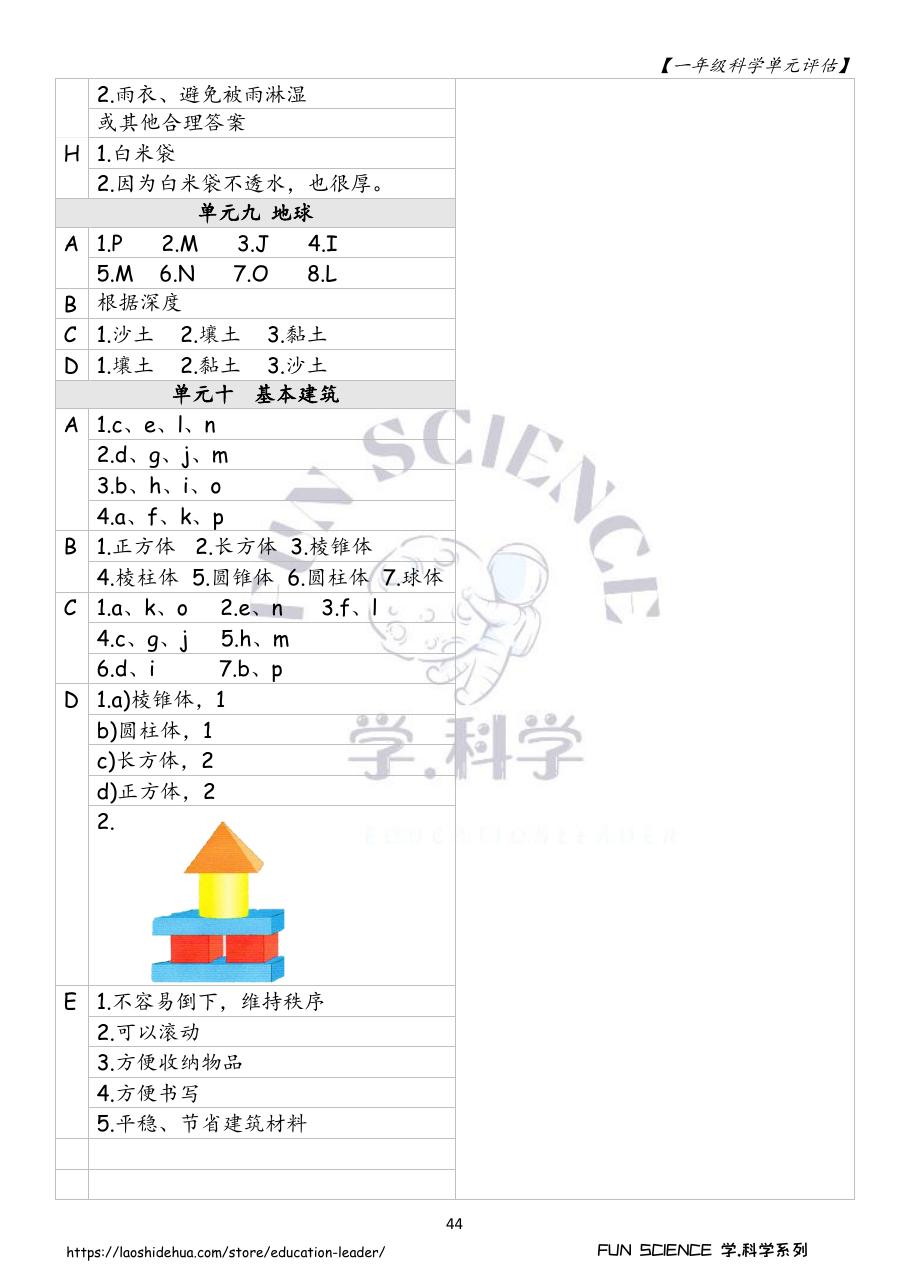 【一年级科学单元评估】
2.雨衣、避免被雨淋湿
或其他合理答案
H 1.白米袋
2.因为白米袋不透水，也很厚。
单元九 地球
A 1.P 2.M 3.J 4.I
5.M 6.N 7.O 8.L
B 根据深度
C 1.沙土 2.壤土 3.黏土
D 1.壤土 2.黏土 3.沙土
单元十 基本建筑
A 1.c、e、l、n
2.d、g、j、m
3.b、h、i、o
4.a、f、k、p
B 1.正方体 2.长方体 3.棱锥体
4.棱柱体 5.圆锥体 6.圆柱体 7.球体
C 1.a、k、o 2.e、n 3.f、l
4.c、g、j 5.h、m
6.d、i 7.b、p
D 1.a)棱锥体，1
b)圆柱体，1
c)长方体，2
d)正方体，2
2.
E 1.不容易倒下，维持秩序
2.可以滚动
3.方便收纳物品
4.方便书写
5.平稳、节省建筑材料
FUN SCIENCE
学.科学
EDUCATION LEADER
44
https://laoshidehua.com/store/education-leader/ FUN SCIENCE 学.科学系列